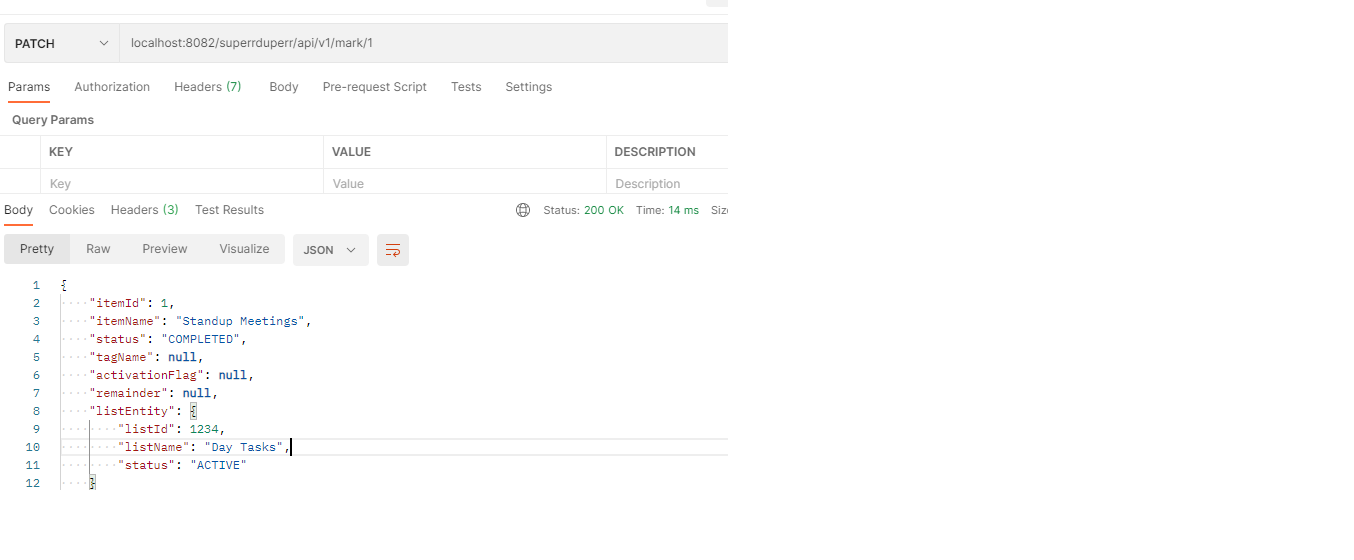 PATCH localhost:8082/superrduperr/api/v1/mark/1
Params Authorization Headers (7) Body Pre-request Script Tests Settings
Query Params
KEY VALUE DESCRIPTION
Key Value Description
Body Cookies Headers (3) Test Results Status: 200 OK Time: 14 ms Siz
Pretty Raw Preview Visualize JSON
1 {
2 "itemId": 1,
3 "itemName": "Standup Meetings",
4 "status": "COMPLETED",
5 "tagName": null,
6 "activationFlag": null,
7 "remainder": null,
8 "listEntity": {
9 "listId": 1234,
10 "listName": "Day Tasks",
11 "status": "ACTIVE"
12 }